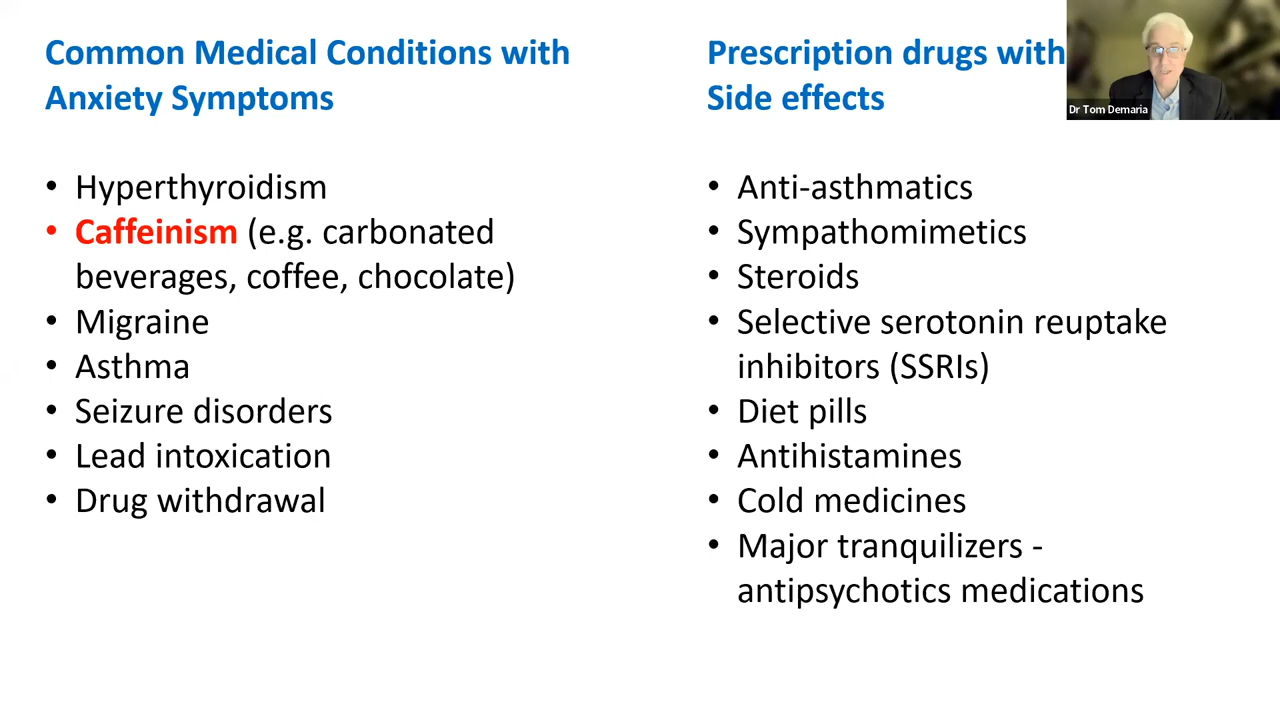 Common Medical Conditions with
Anxiety Symptoms
• Hyperthyroidism
• Caffeinism (e.g. carbonated
beverages, coffee, chocolate)
• Migraine
• Asthma
• Seizure disorders
• Lead intoxication
• Drug withdrawal
Prescription drugs with
Side effects
• Anti-asthmatics
• Sympathomimetics
• Steroids
• Selective serotonin reuptake
inhibitors (SSRIs)
• Diet pills
• Antihistamines
• Cold medicines
• Major tranquilizers -
antipsychotics medications
Dr Tom Demaria